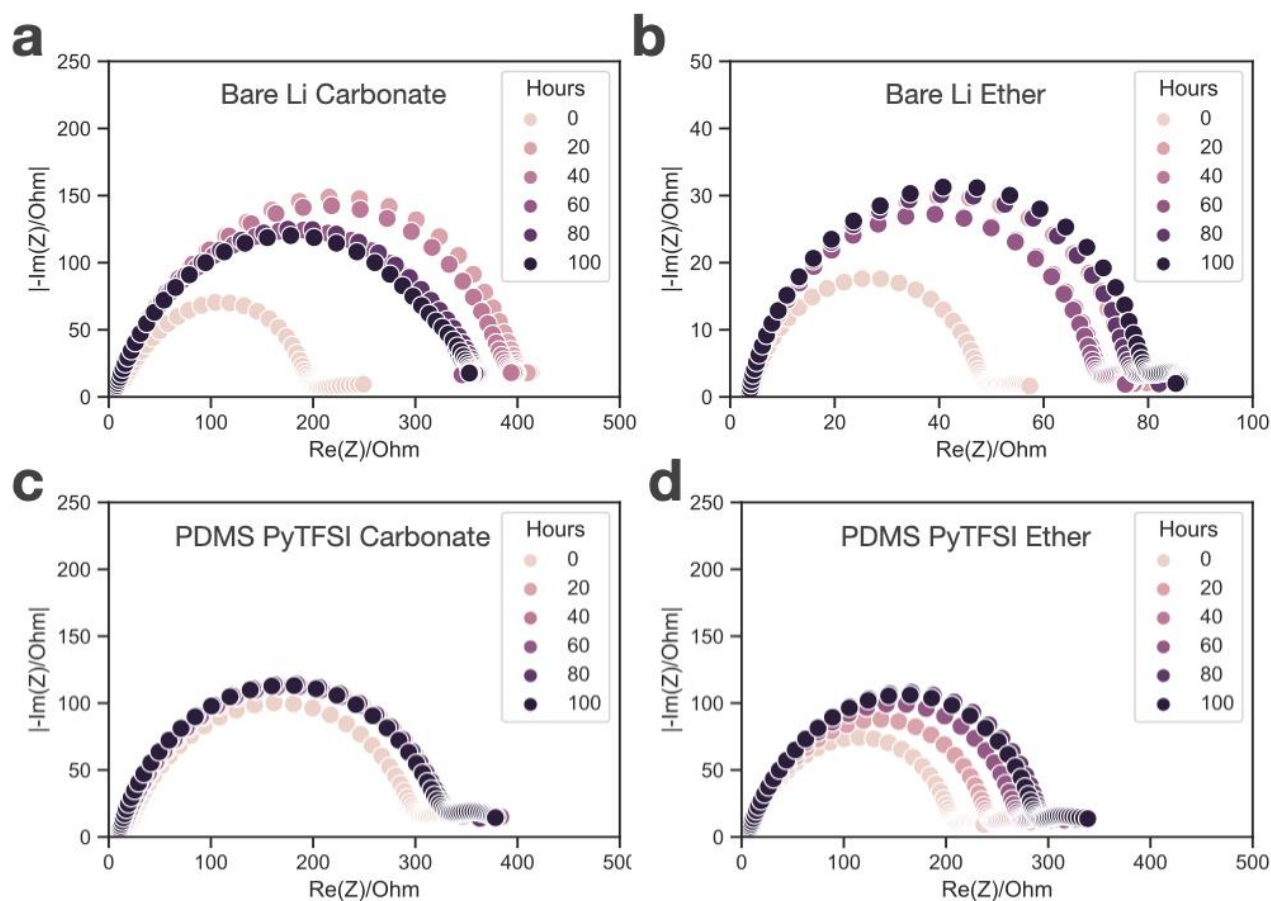 a
Bare Li Carbonate
Hours
0
20
40
60
80
100
250
200
150
100
50
0
|-Im(Z)/Ohm|
0 100 200 300 400 500
Re(Z)/Ohm
b
Bare Li Ether
Hours
0
20
40
60
80
100
50
40
30
20
10
0
|-Im(Z)/Ohm|
0 20 40 60 80 100
Re(Z)/Ohm
c
PDMS PyTFSI Carbonate
Hours
0
20
40
60
80
100
250
200
150
100
50
0
|-Im(Z)/Ohm|
0 100 200 300 400 500
Re(Z)/Ohm
d
PDMS PyTFSI Ether
Hours
0
20
40
60
80
100
250
200
150
100
50
0
|-Im(Z)/Ohm|
0 100 200 300 400 500
Re(Z)/Ohm